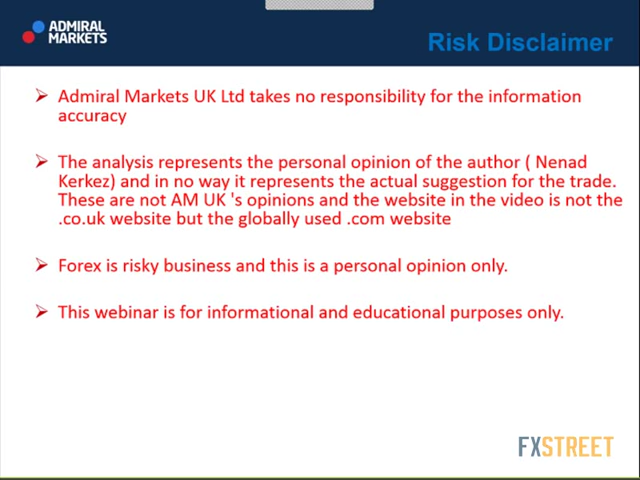 ADMIRAL
MARKETS
Risk Disclaimer
Admiral Markets UK Ltd takes no responsibility for the information
accuracy
The analysis represents the personal opinion of the author ( Nenad
Kerkez) and in no way it represents the actual suggestion for the trade.
These are not AM UK 's opinions and the website in the video is not the
.co.uk website but the globally used .com website
Forex is risky business and this is a personal opinion only.
This webinar is for informational and educational purposes only.
FXSTREET